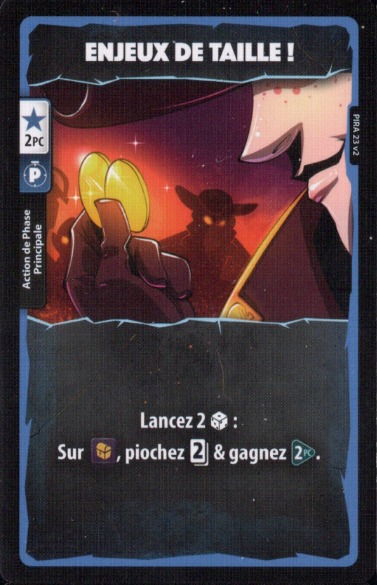 ENJEUX DE TAILLE !
2PC
P
PIRA 23 v2
Action de Phase
Principale
Lancez 2 :
Sur , piochez 2 & gagnez 2PC.